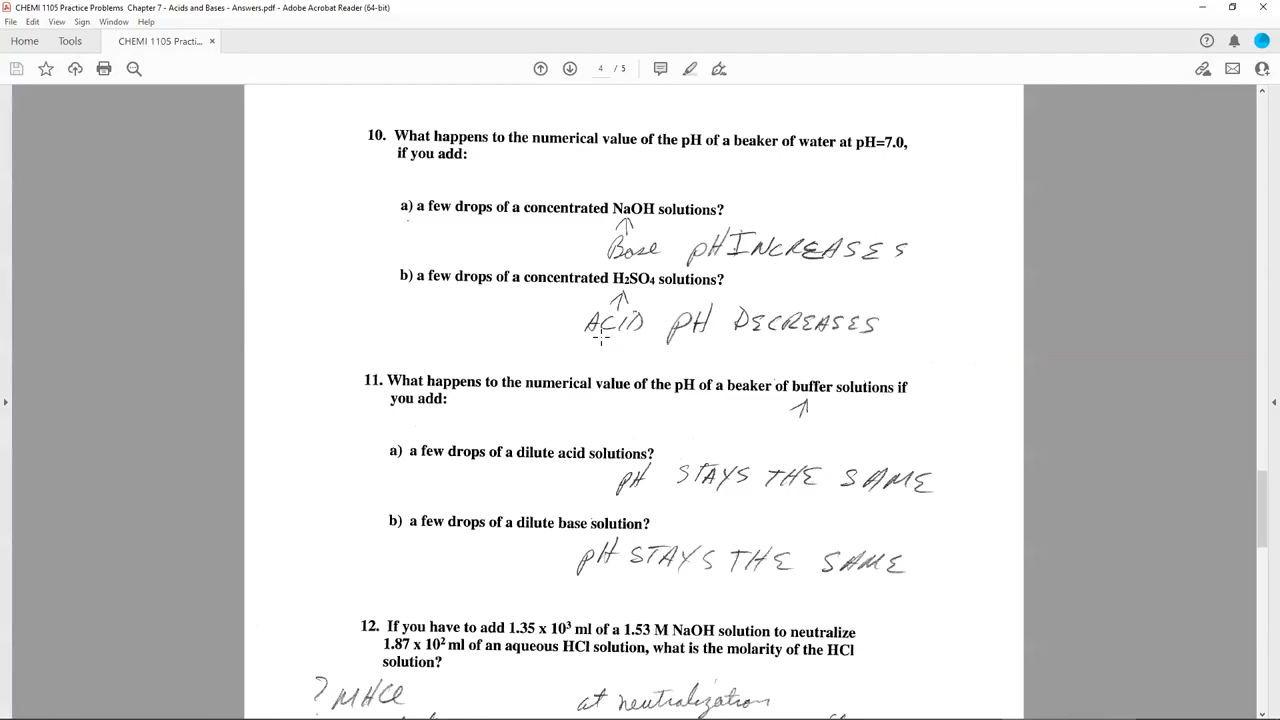 CHEMI 1105 Practice Problems Chapter 7 - Acids and Bases - Answers.pdf - Adobe Acrobat Reader (64-bit)
File Edit View Sign Window Help
Home Tools CHEMI 1105 Practi... ×
4 / 5
10. What happens to the numerical value of the pH of a beaker of water at pH=7.0,
if you add:
a) a few drops of a concentrated NaOH solutions?
Base pH INCREASES
b) a few drops of a concentrated H₂SO₄ solutions?
ACID pH DECREASES
11. What happens to the numerical value of the pH of a beaker of buffer solutions if
you add:
a) a few drops of a dilute acid solutions?
pH STAYS THE SAME
b) a few drops of a dilute base solution?
pH STAYS THE SAME
12. If you have to add 1.35 x 10³ ml of a 1.53 M NaOH solution to neutralize
1.87 x 10² ml of an aqueous HCl solution, what is the molarity of the HCl
solution?
? MHCl at neutralization